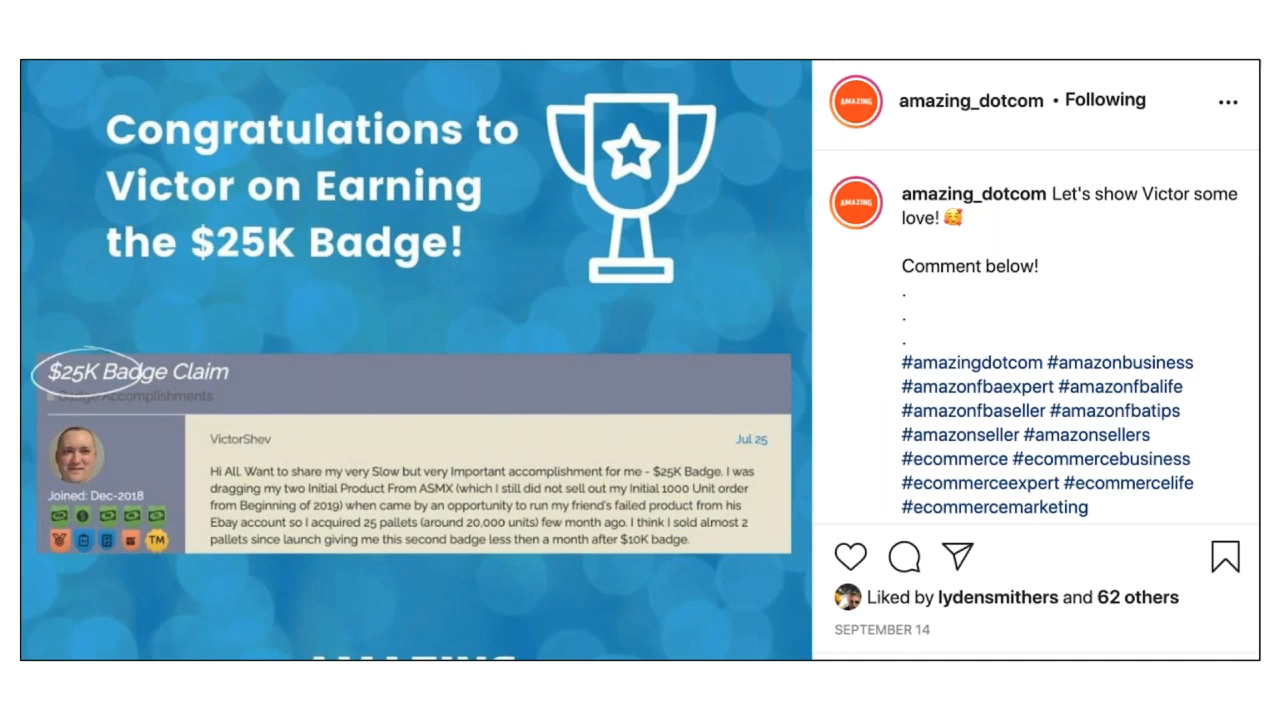 Congratulations to
Victor on Earning
the $25K Badge!
$25K Badge Claim
Badge Accomplishments
VictorShev
Jul 25
Joined: Dec-2018
TM
Hi All. Want to share my very Slow but very Important accomplishment for me - $25K Badge. I was
dragging my two Initial Product From ASMX (which I still did not sell out my Initial 1000 Unit order
from Beginning of 2019) when came by an opportunity to run my friend's failed product from his
Ebay account so I acquired 25 pallets (around 20,000 units) few month ago. I think I sold almost 2
pallets since launch giving me this second badge less then a month after $10K badge.
AMAZING
AMAZING
amazing_dotcom • Following
AMAZING
amazing_dotcom Let's show Victor some
love! 🥰
Comment below!
.
.
.
#amazingdotcom #amazonbusiness
#amazonfbaexpert #amazonfbalife
#amazonfbaseller #amazonfbatips
#amazonseller #amazonsellers
#ecommerce #ecommercebusiness
#ecommerceexpert #ecommercelife
#ecommercemarketing
Liked by lydensmithers and 62 others
SEPTEMBER 14